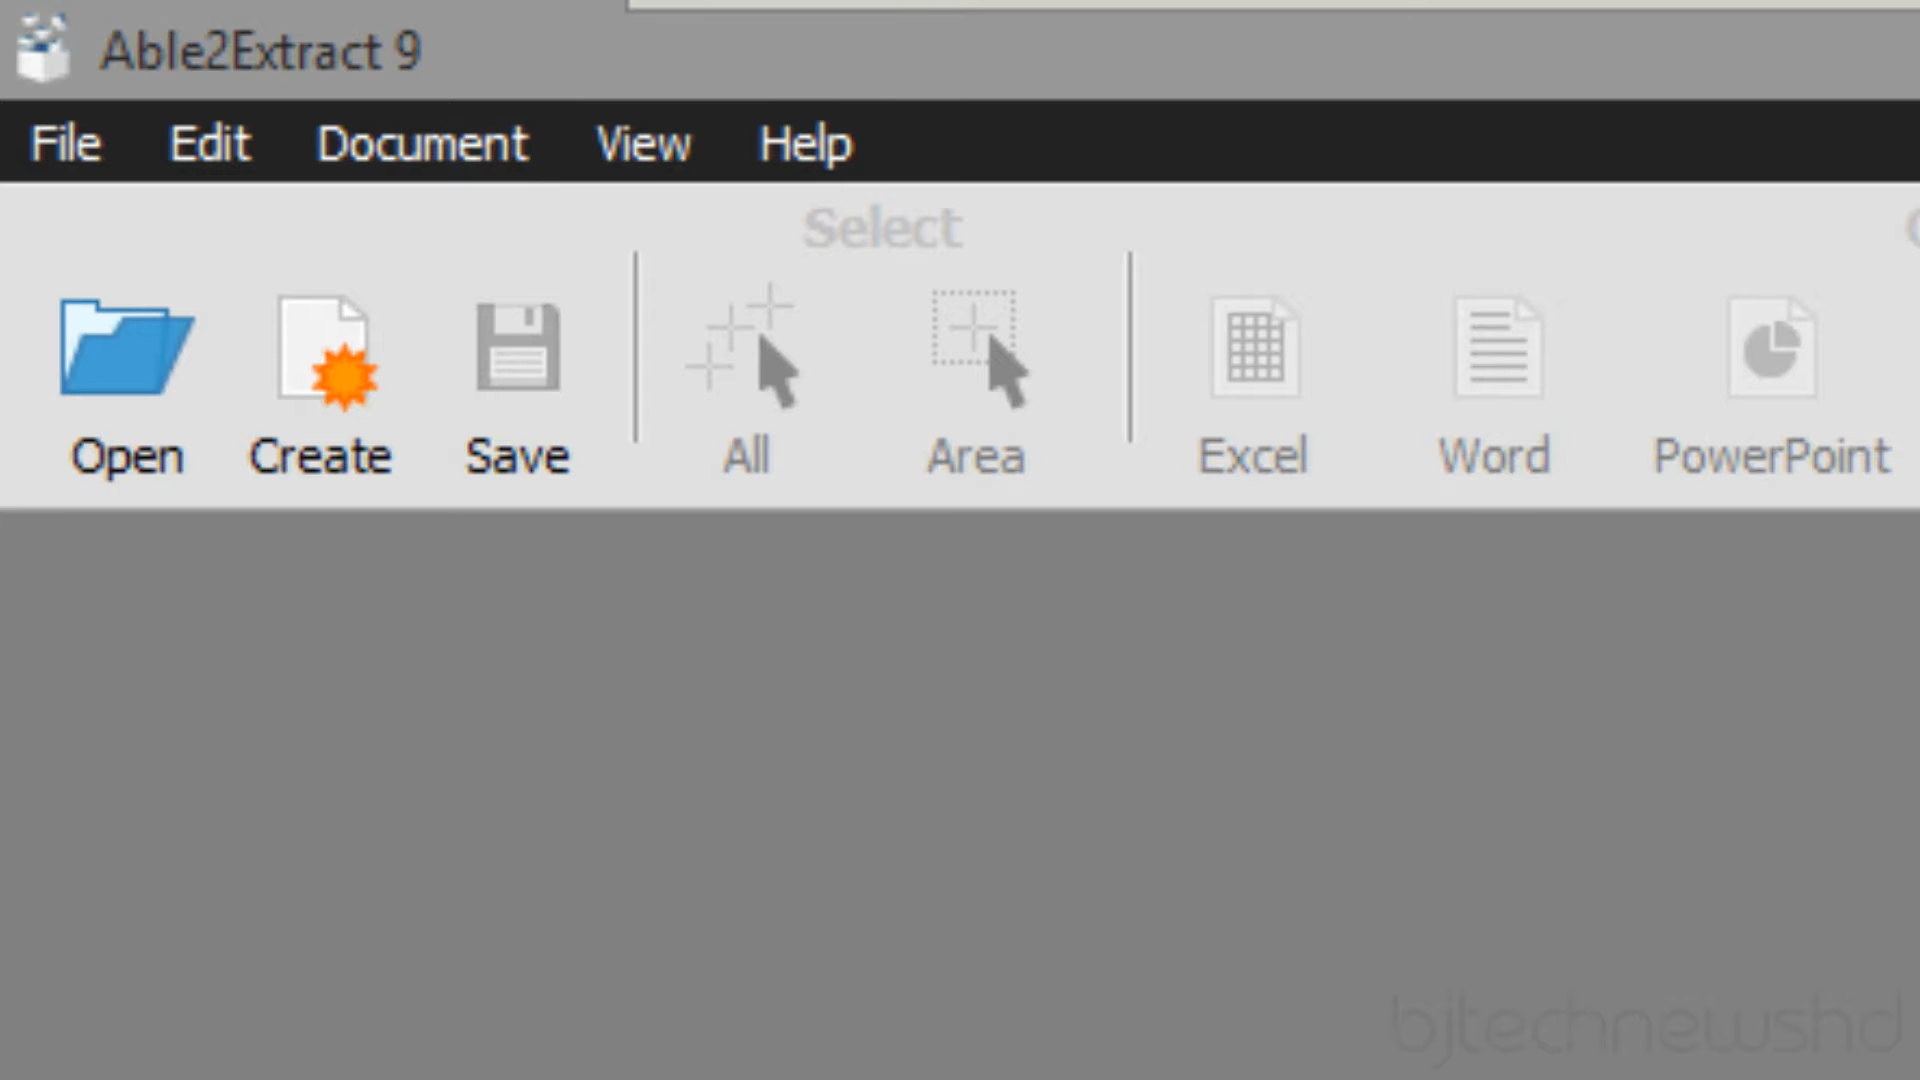 Able2Extract 9
File Edit Document View Help
Select
Open Create Save All Area Excel Word PowerPoint
bjtechnewshd